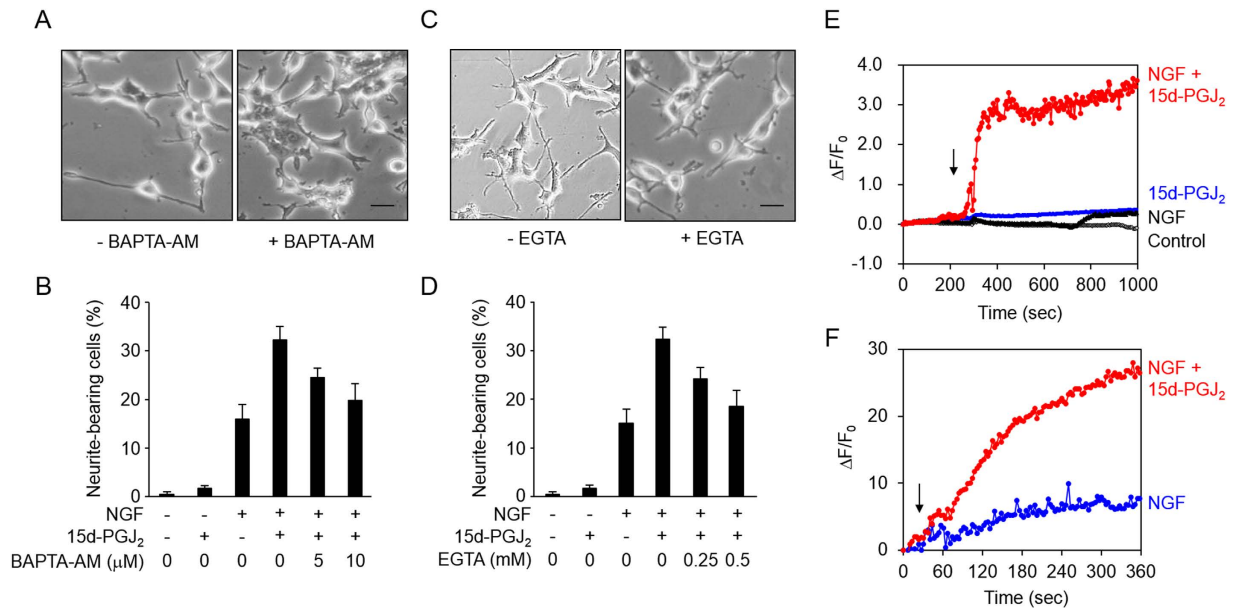 A
- BAPTA-AM
+ BAPTA-AM
B
Neurite-bearing cells (%)
40
30
20
10
0
NGF - - + + + +
15d-PGJ₂ - + - + + +
BAPTA-AM (μM) 0 0 0 0 5 10
C
- EGTA
+ EGTA
D
Neurite-bearing cells (%)
40
30
20
10
0
NGF - - + + + +
15d-PGJ₂ - + - + + +
EGTA (mM) 0 0 0 0 0.25 0.5
E
ΔF/F₀
4.0
3.0
2.0
1.0
0.0
-1.0
0 200 400 600 800 1000
Time (sec)
NGF +
15d-PGJ₂
15d-PGJ₂
NGF
Control
F
ΔF/F₀
30
20
10
0
0 60 120 180 240 300 360
Time (sec)
NGF +
15d-PGJ₂
NGF